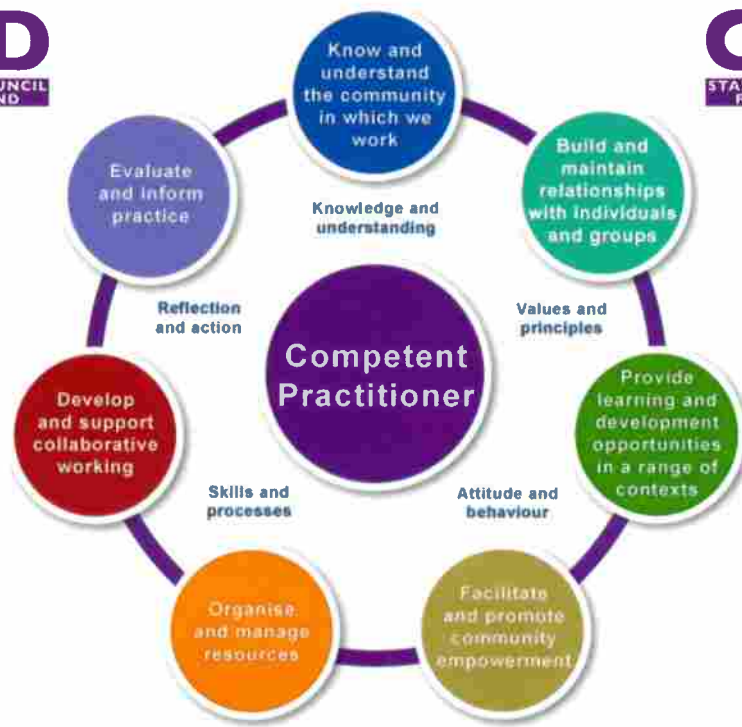 D
UNCIL
ND
C
STA
Know and
understand
the community
in which we
work
Build and
maintain
relationships
with individuals
and groups
Provide
learning and
development
opportunities
in a range of
contexts
Facilitate
and promote
community
empowerment
Organise
and manage
resources
Develop
and support
collaborative
working
Evaluate
and inform
practice
Knowledge and
understanding
Values and
principles
Attitude and
behaviour
Skills and
processes
Reflection
and action
Competent
Practitioner